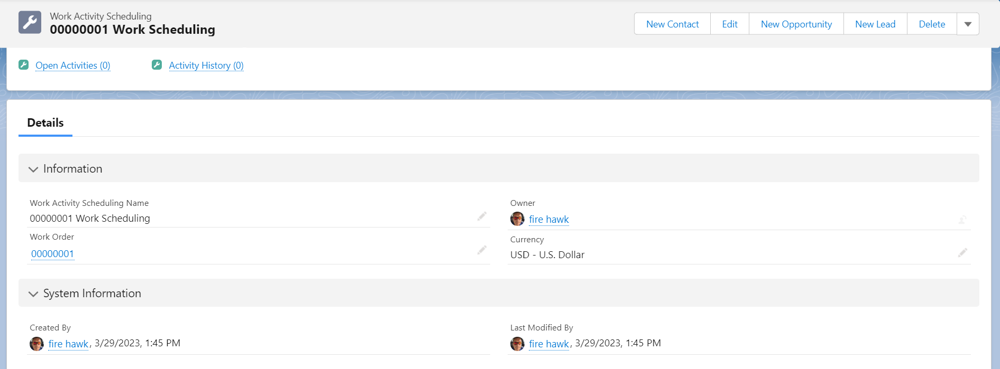 Work Activity Scheduling
00000001 Work Scheduling
New Contact
Edit
New Opportunity
New Lead
Delete
Open Activities (0)
Activity History (0)
Details
Information
Work Activity Scheduling Name
00000001 Work Scheduling
Owner
fire hawk
Work Order
00000001
Currency
USD - U.S. Dollar
System Information
Created By
fire hawk, 3/29/2023, 1:45 PM
Last Modified By
fire hawk, 3/29/2023, 1:45 PM